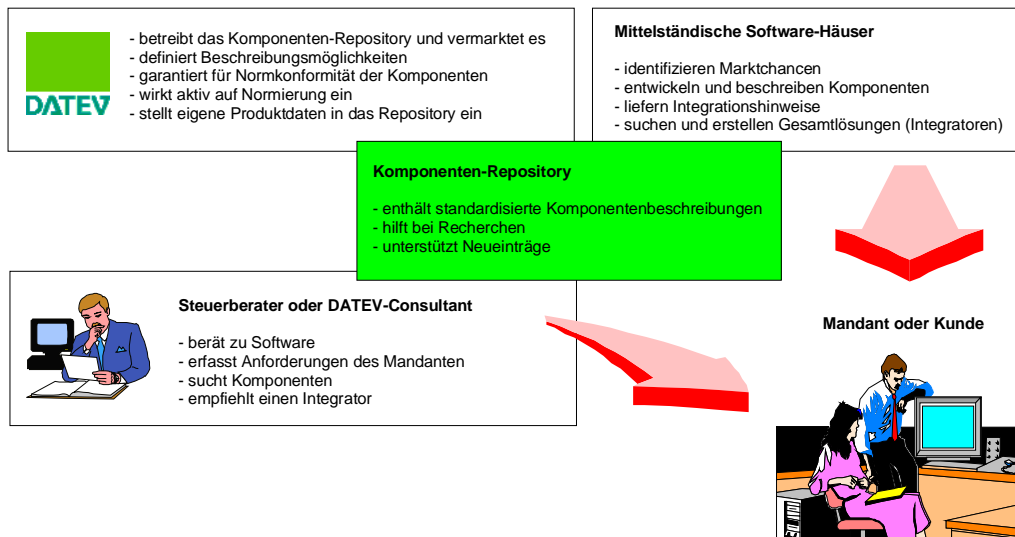 - betreibt das Komponenten-Repository und vermarktet es
- definiert Beschreibungsmöglichkeiten
- garantiert für Normkonformität der Komponenten
- wirkt aktiv auf Normierung ein
- stellt eigene Produktdaten in das Repository ein
DATEV
Mittelständische Software-Häuser
- identifizieren Marktchancen
- entwickeln und beschreiben Komponenten
- liefern Integrationshinweise
- suchen und erstellen Gesamtlösungen (Integratoren)
Komponenten-Repository
- enthält standardisierte Komponentenbeschreibungen
- hilft bei Recherchen
- unterstützt Neueinträge
Steuerberater oder DATEV-Consultant
- berät zu Software
- erfasst Anforderungen des Mandanten
- sucht Komponenten
- empfiehlt einen Integrator
Mandant oder Kunde